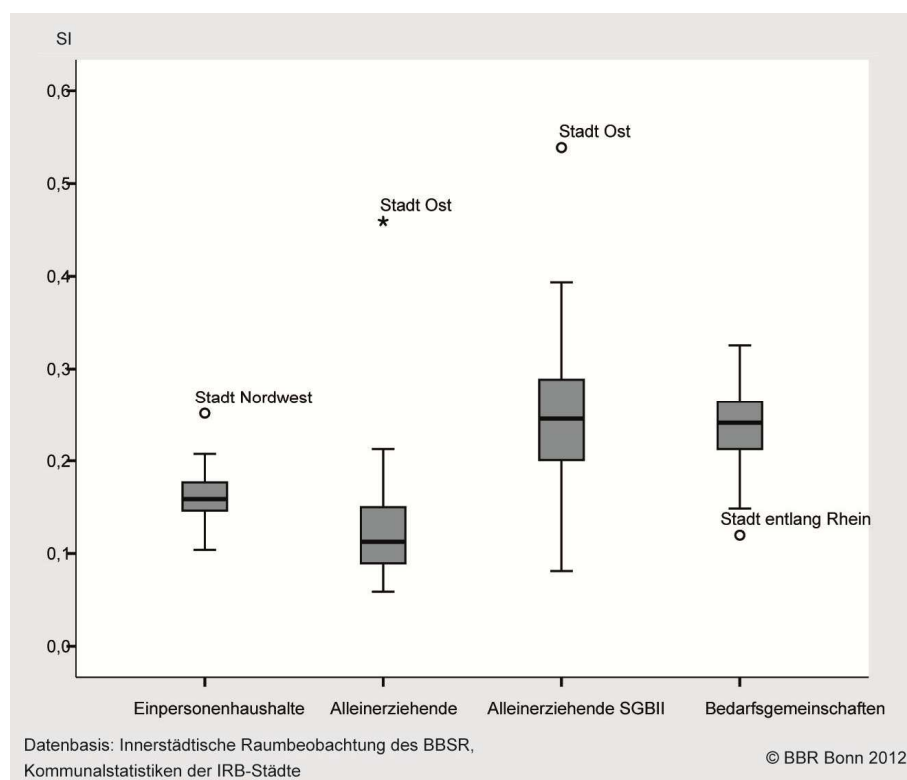 SI
0,6
0,5
0,4
0,3
0,2
0,1
0,0
Stadt Nordwest
Stadt Ost
Stadt Ost
Stadt entlang Rhein
Einpersonenhaushalte
Alleinerziehende
Alleinerziehende SGBII
Bedarfsgemeinschaften
Datenbasis: Innerstädtische Raumbeobachtung des BBSR,
Kommunalstatistiken der IRB-Städte
© BBR Bonn 2012